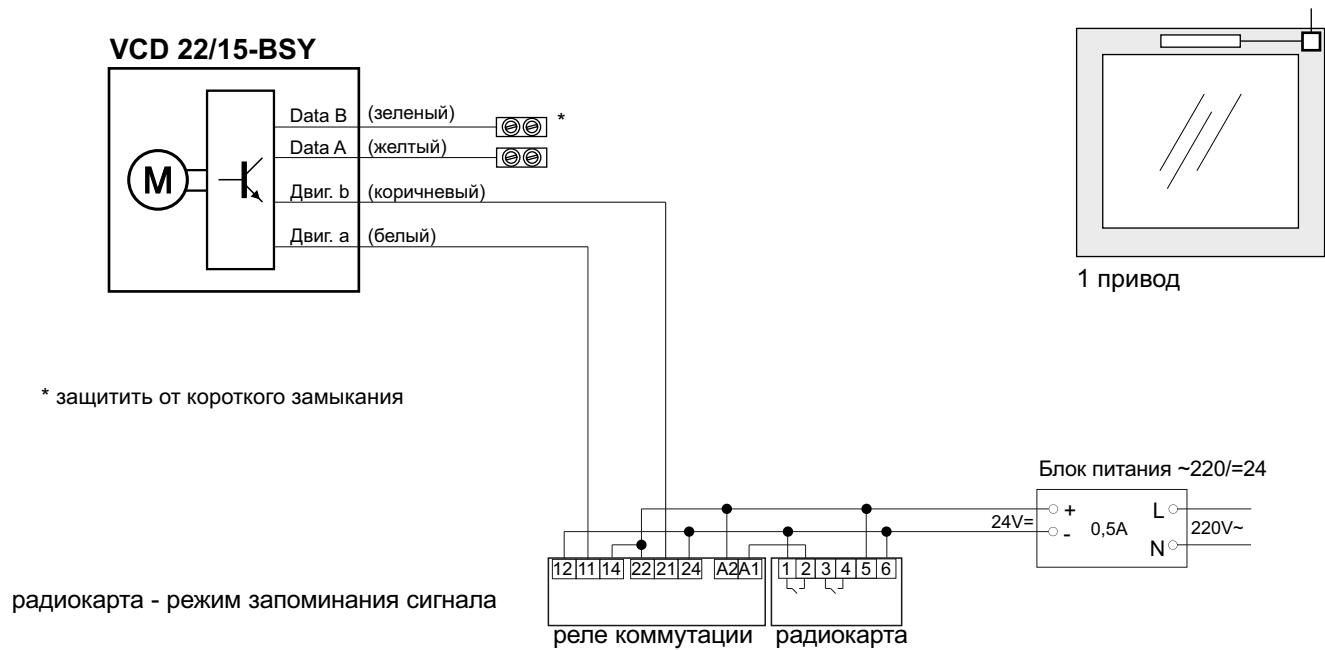 VCD 22/15-BSY
M
Data B (зеленый) *
Data A (желтый)
Двиг. b (коричневый)
Двиг. a (белый)
1 привод
* защитить от короткого замыкания
Блок питания ~220/=24
24V= + - 0,5A L N 220V~
12 11 14 22 21 24 A2 A1 1 2 3 4 5 6
радиокарта - режим запоминания сигнала
реле коммутации радиокарта